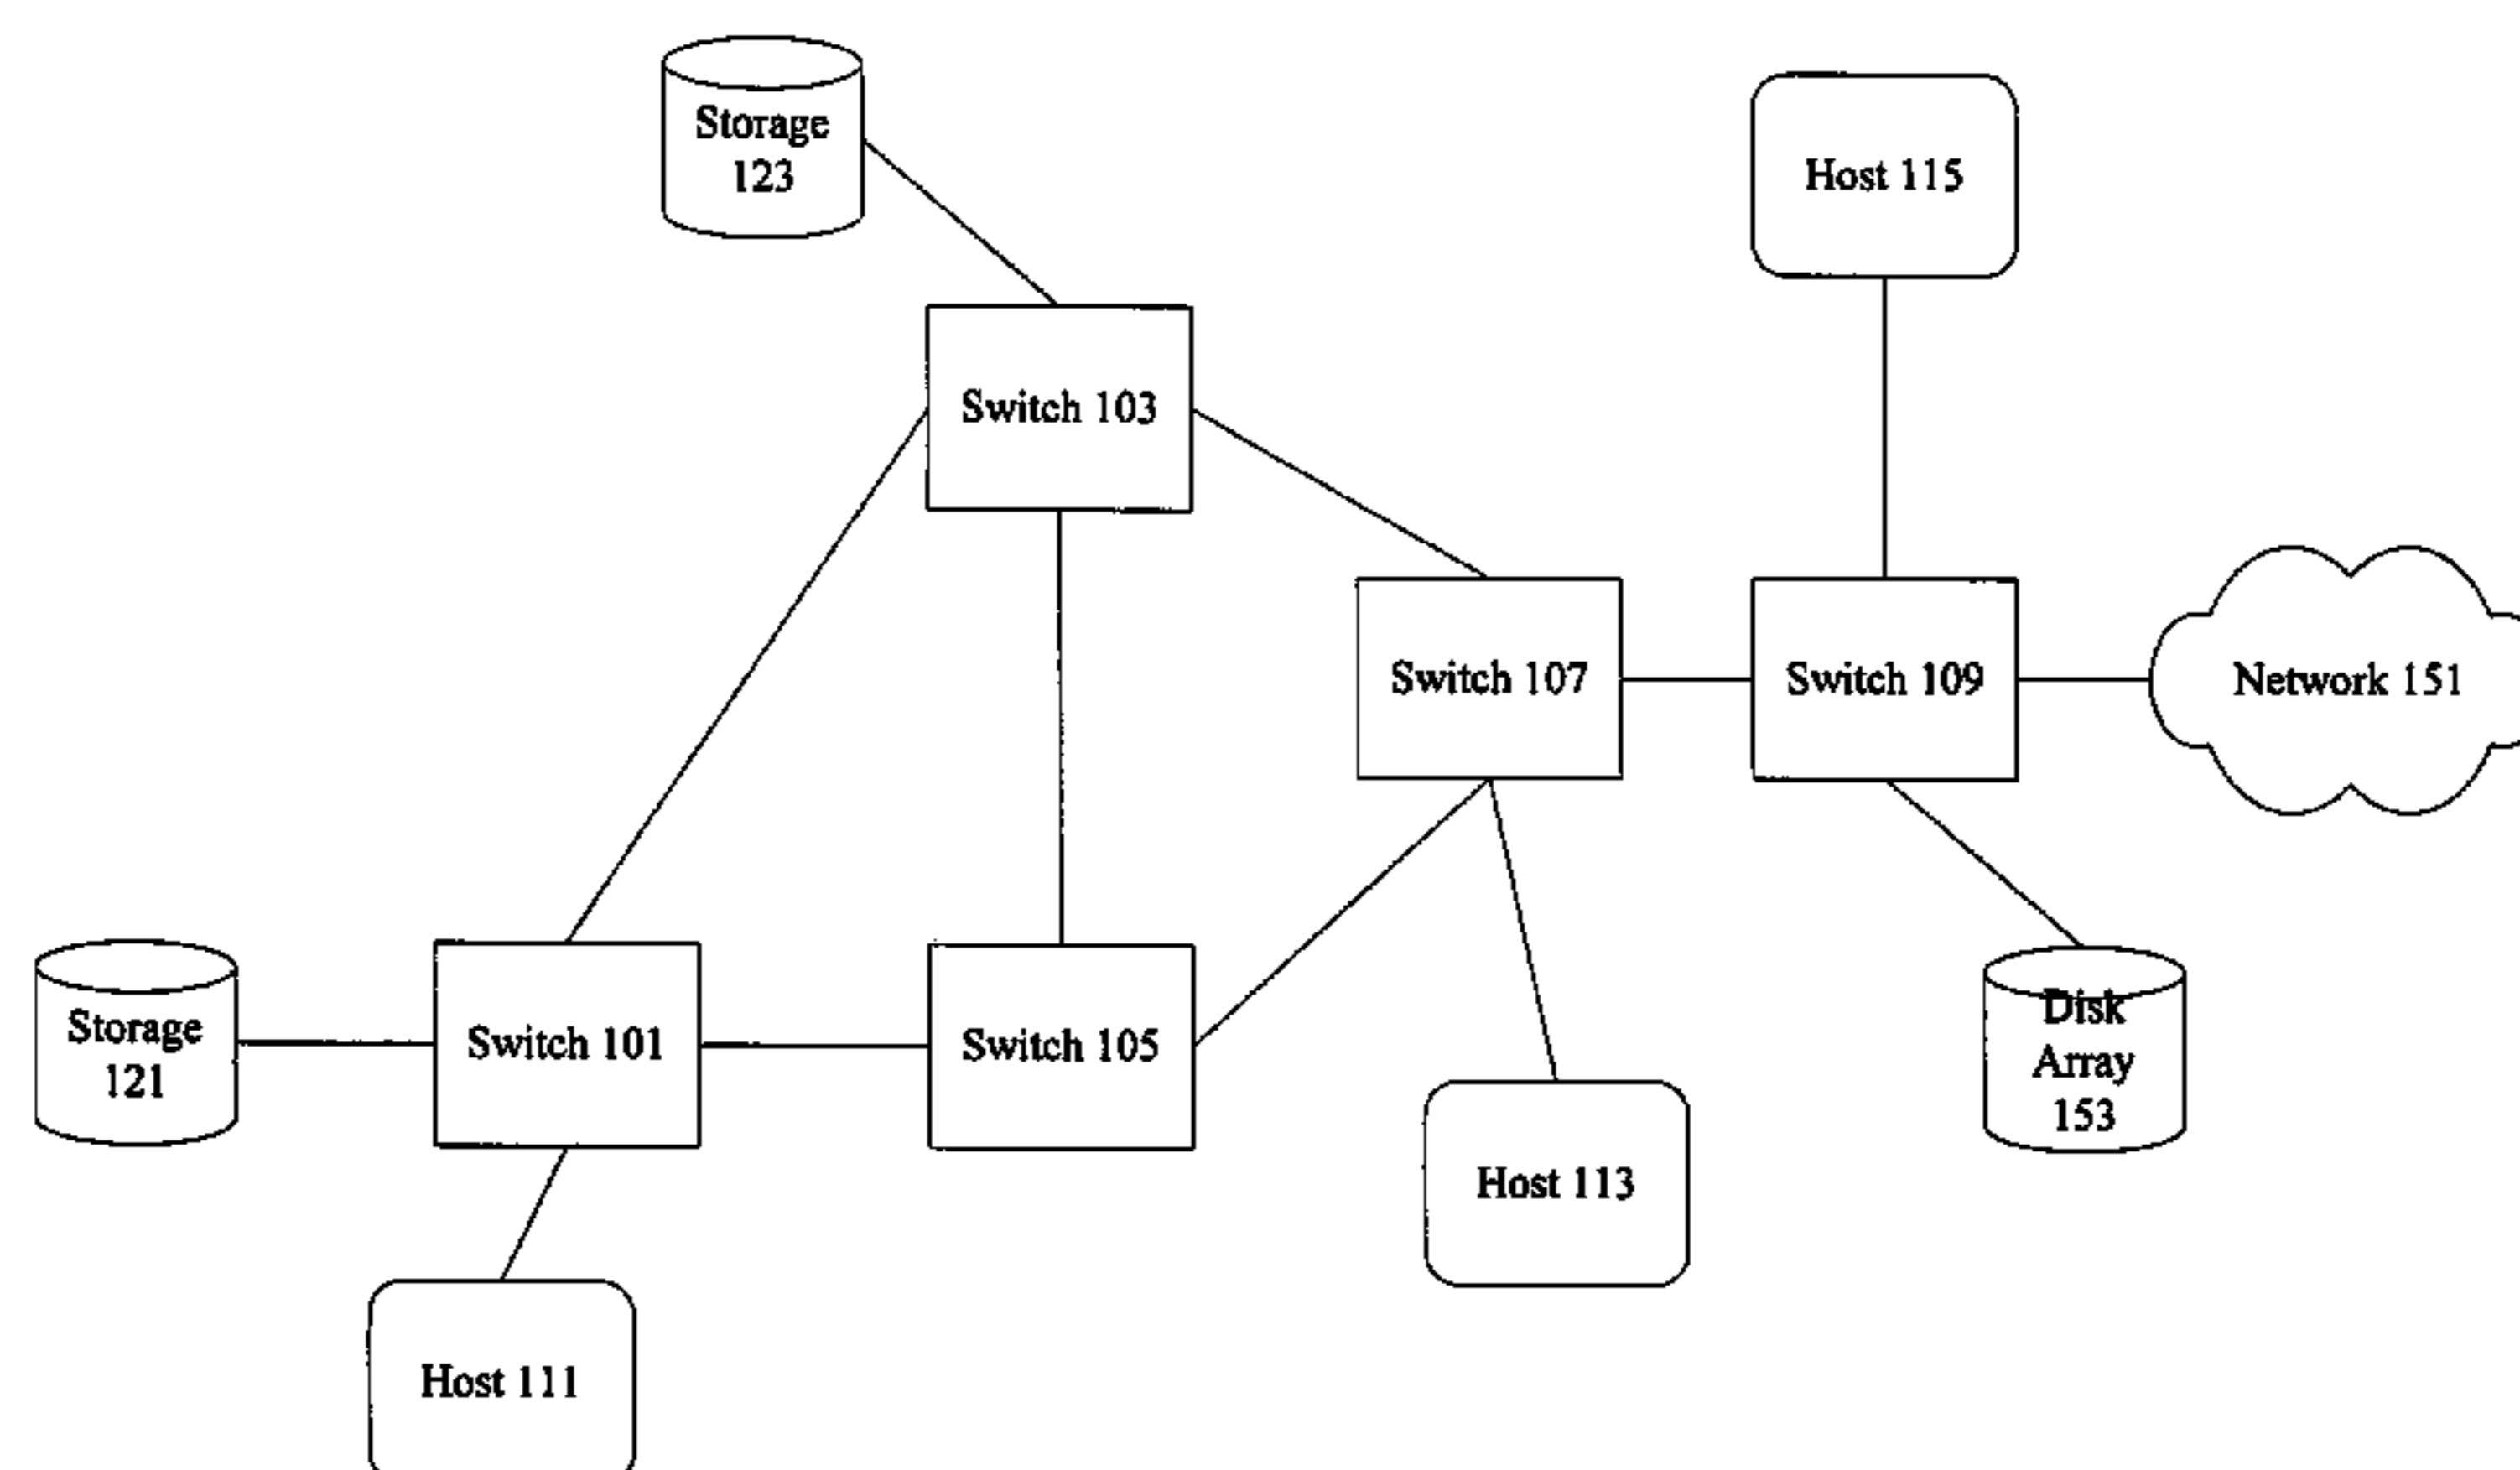 Storage
123
Host 115
Switch 103
Switch 107
Switch 109
Network 151
Storage
121
Switch 101
Switch 105
Disk
Array
153
Host 113
Host 111